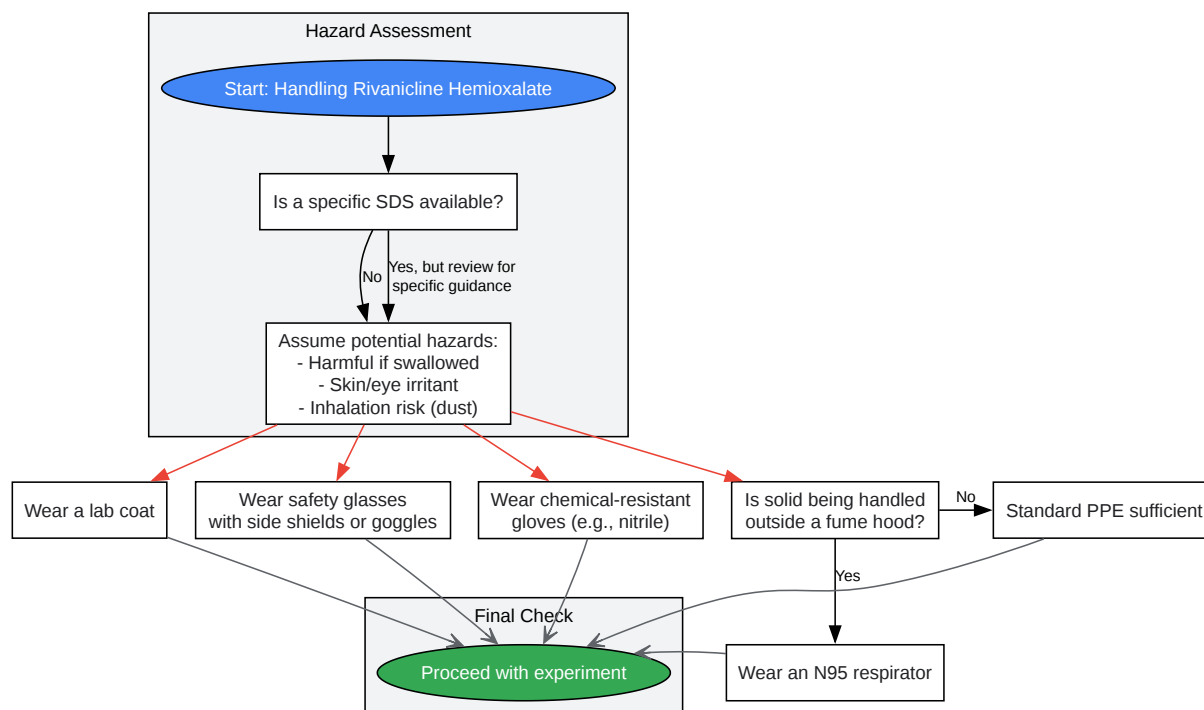 Hazard Assessment
Start: Handling Rivanicline Hemioxalate
Is a specific SDS available?
No
Yes, but review for
specific guidance
Assume potential hazards:
- Harmful if swallowed
- Skin/eye irritant
- Inhalation risk (dust)
Wear a lab coat
Wear safety glasses
with side shields or goggles
Wear chemical-resistant
gloves (e.g., nitrile)
Is solid being handled
outside a fume hood?
No
Standard PPE sufficient
Yes
Final Check
Proceed with experiment
Wear an N95 respirator